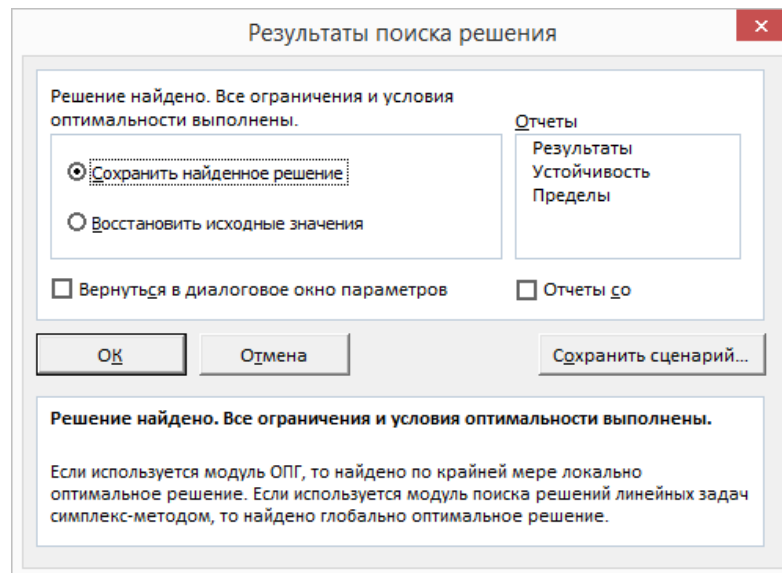 Результаты поиска решения
Решение найдено. Все ограничения и условия
оптимальности выполнены.
Отчеты
Результаты
Устойчивость
Пределы
Сохранить найденное решение
Восстановить исходные значения
Вернуться в диалоговое окно параметров
Отчеты со
ОК
Отмена
Сохранить сценарий...
Решение найдено. Все ограничения и условия оптимальности выполнены.
Если используется модуль ОПГ, то найдено по крайней мере локально
оптимальное решение. Если используется модуль поиска решений линейных задач
симплекс-методом, то найдено глобально оптимальное решение.